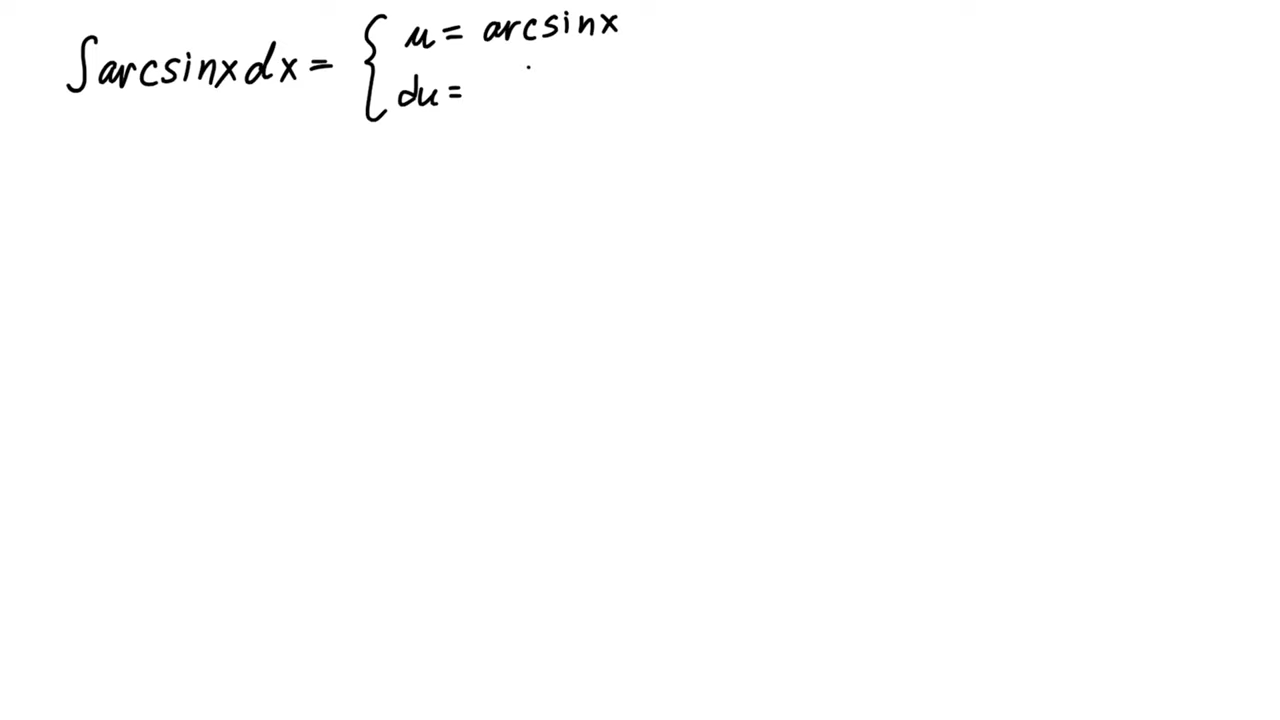 ∫arcsinx dx = { u = arcsinx
du =